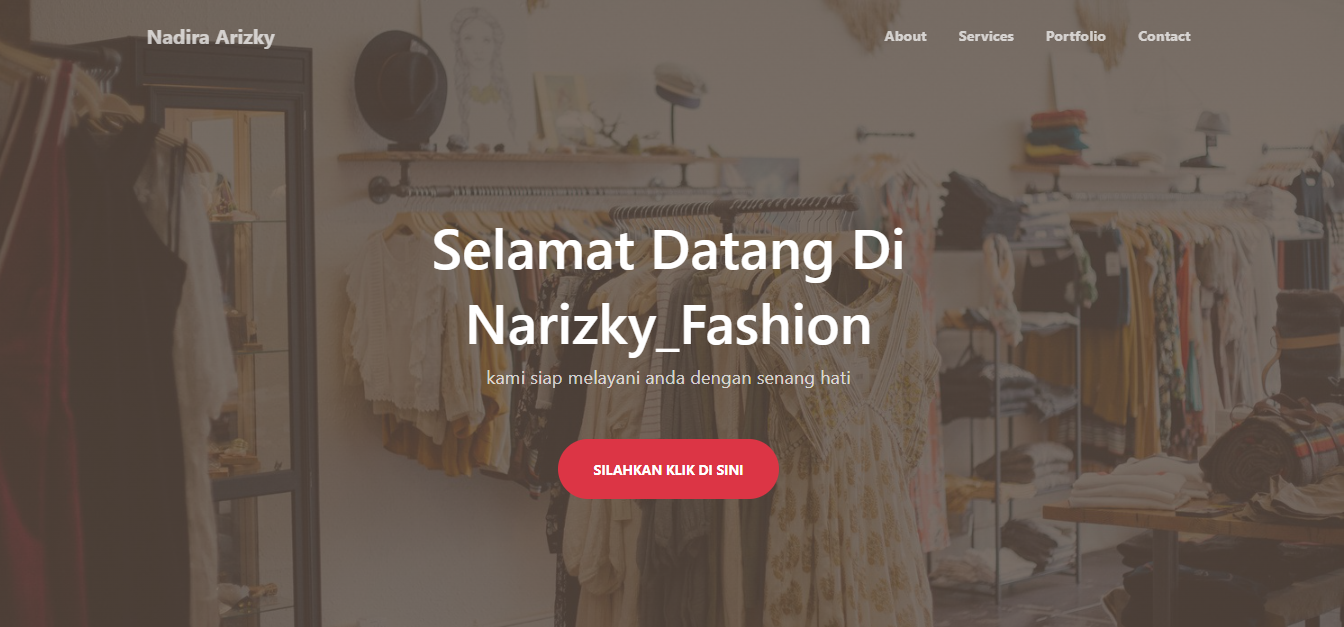 Nadira Arizky
About Services Portfolio Contact
Selamat Datang Di
Narizky_Fashion
kami siap melayani anda dengan senang hati
SILAHKAN KLIK DI SINI